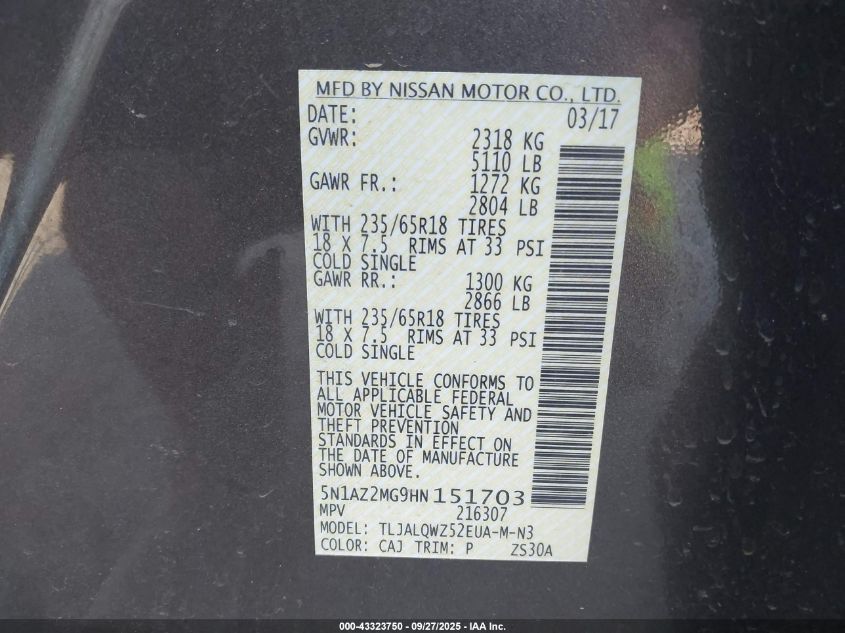 MFD BY NISSAN MOTOR CO., LTD.
DATE: 03/17
GVWR: 2318 KG
5110 LB
GAWR FR.: 1272 KG
2804 LB
WITH 235/65R18 TIRES
18 X 7.5 RIMS AT 33 PSI
COLD SINGLE
GAWR RR.: 1300 KG
2866 LB
WITH 235/65R18 TIRES
18 X 7.5 RIMS AT 33 PSI
COLD SINGLE
THIS VEHICLE CONFORMS TO
ALL APPLICABLE FEDERAL
MOTOR VEHICLE SAFETY AND
THEFT PREVENTION
STANDARDS IN EFFECT ON
THE DATE OF MANUFACTURE
SHOWN ABOVE.
5N1AZ2MG9HN151703
MPV 216307
MODEL: TLJALQWZ52EUA-M-N3
COLOR: CAJ TRIM: P ZS30A
000-43323750 - 09/27/2025 - IAA Inc.